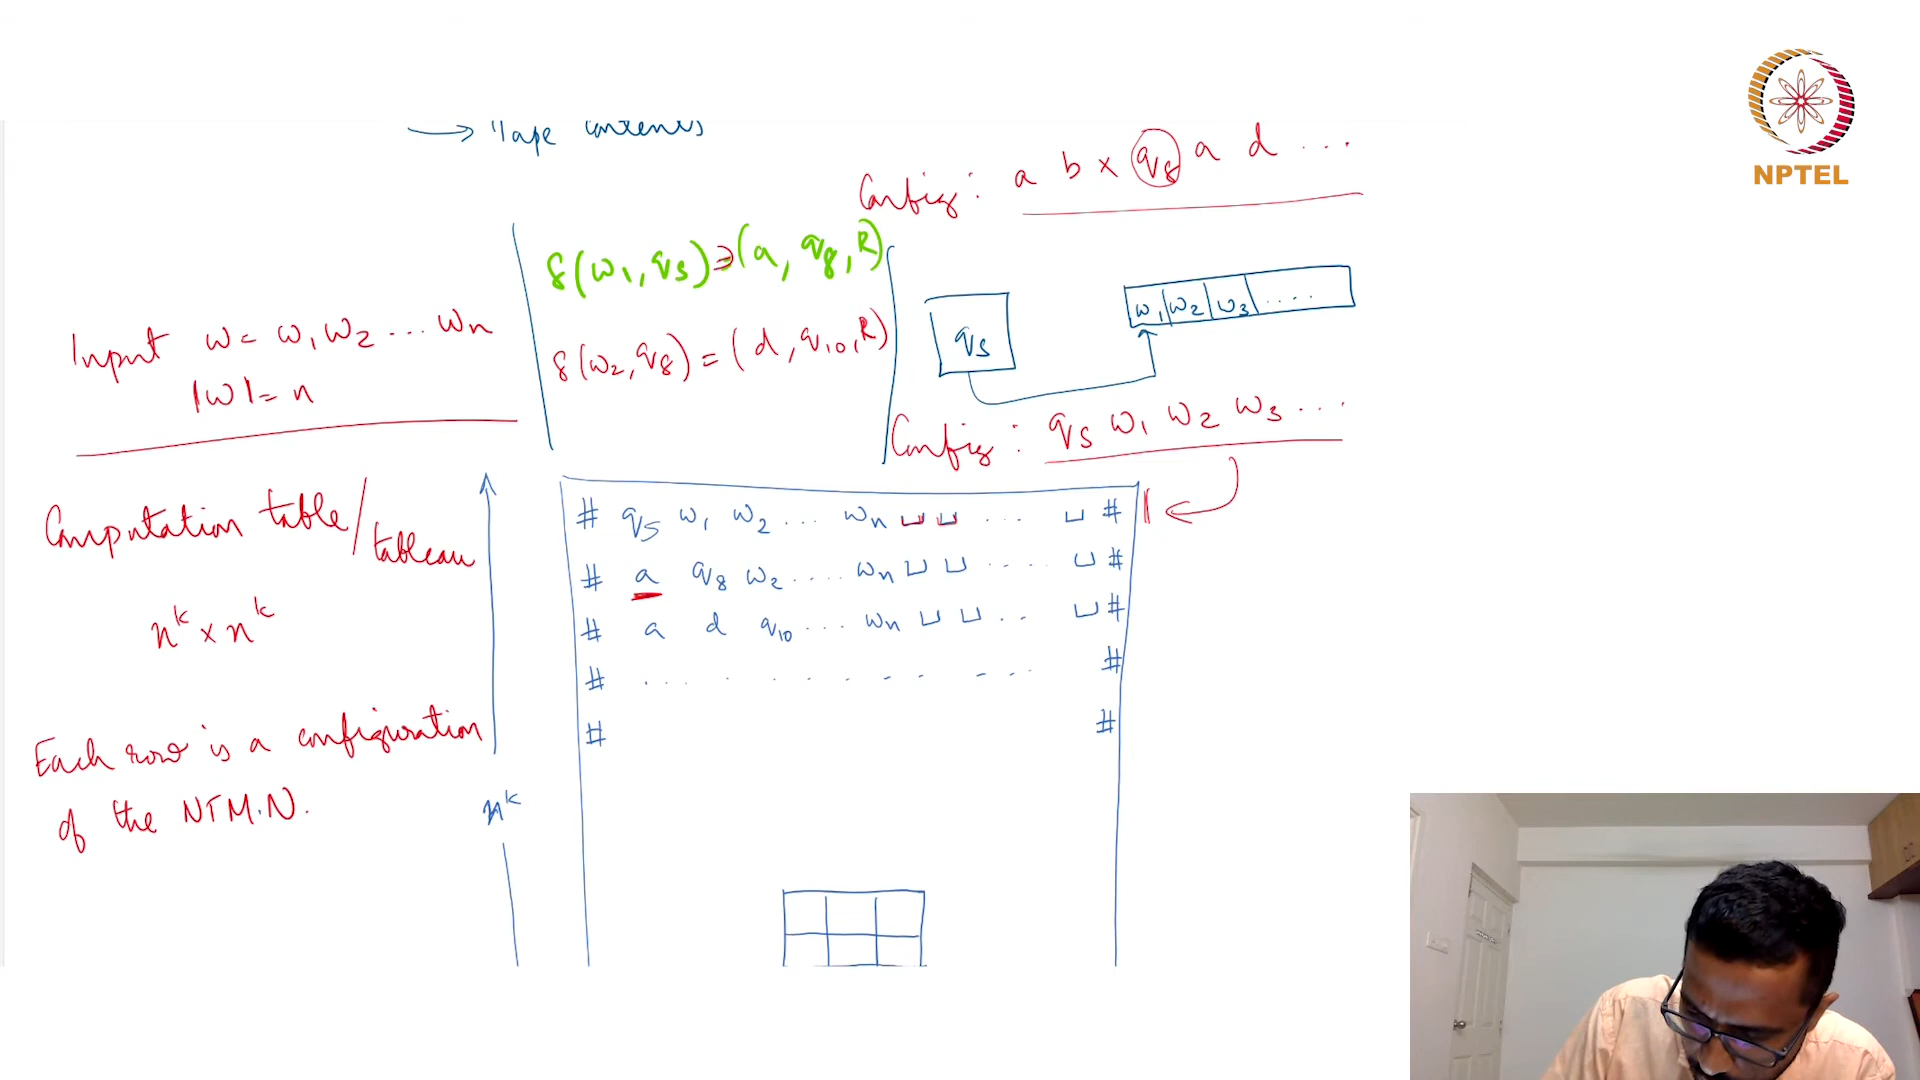 → Tape contents
Config: a b x q8 a d ...
NPTEL
δ(w1, qs) ∋ (a, q8, R)
δ(w2, q8) = (d, q10, R)
Input w = w1 w2 ... wn
|w| = n
w1 w2 w3 ....
qs
Config: qs w1 w2 w3 ...
Computation table/
tableau
n^k × n^k
Each row is a configuration
of the NTM N.
n^k
# qs w1 w2 ... wn ⊔ ⊔ ... ⊔ #
# a q8 w2 .... wn ⊔ ⊔ .... ⊔ #
# a d q10 ... wn ⊔ ⊔ ... ⊔ #
# ... #
# #